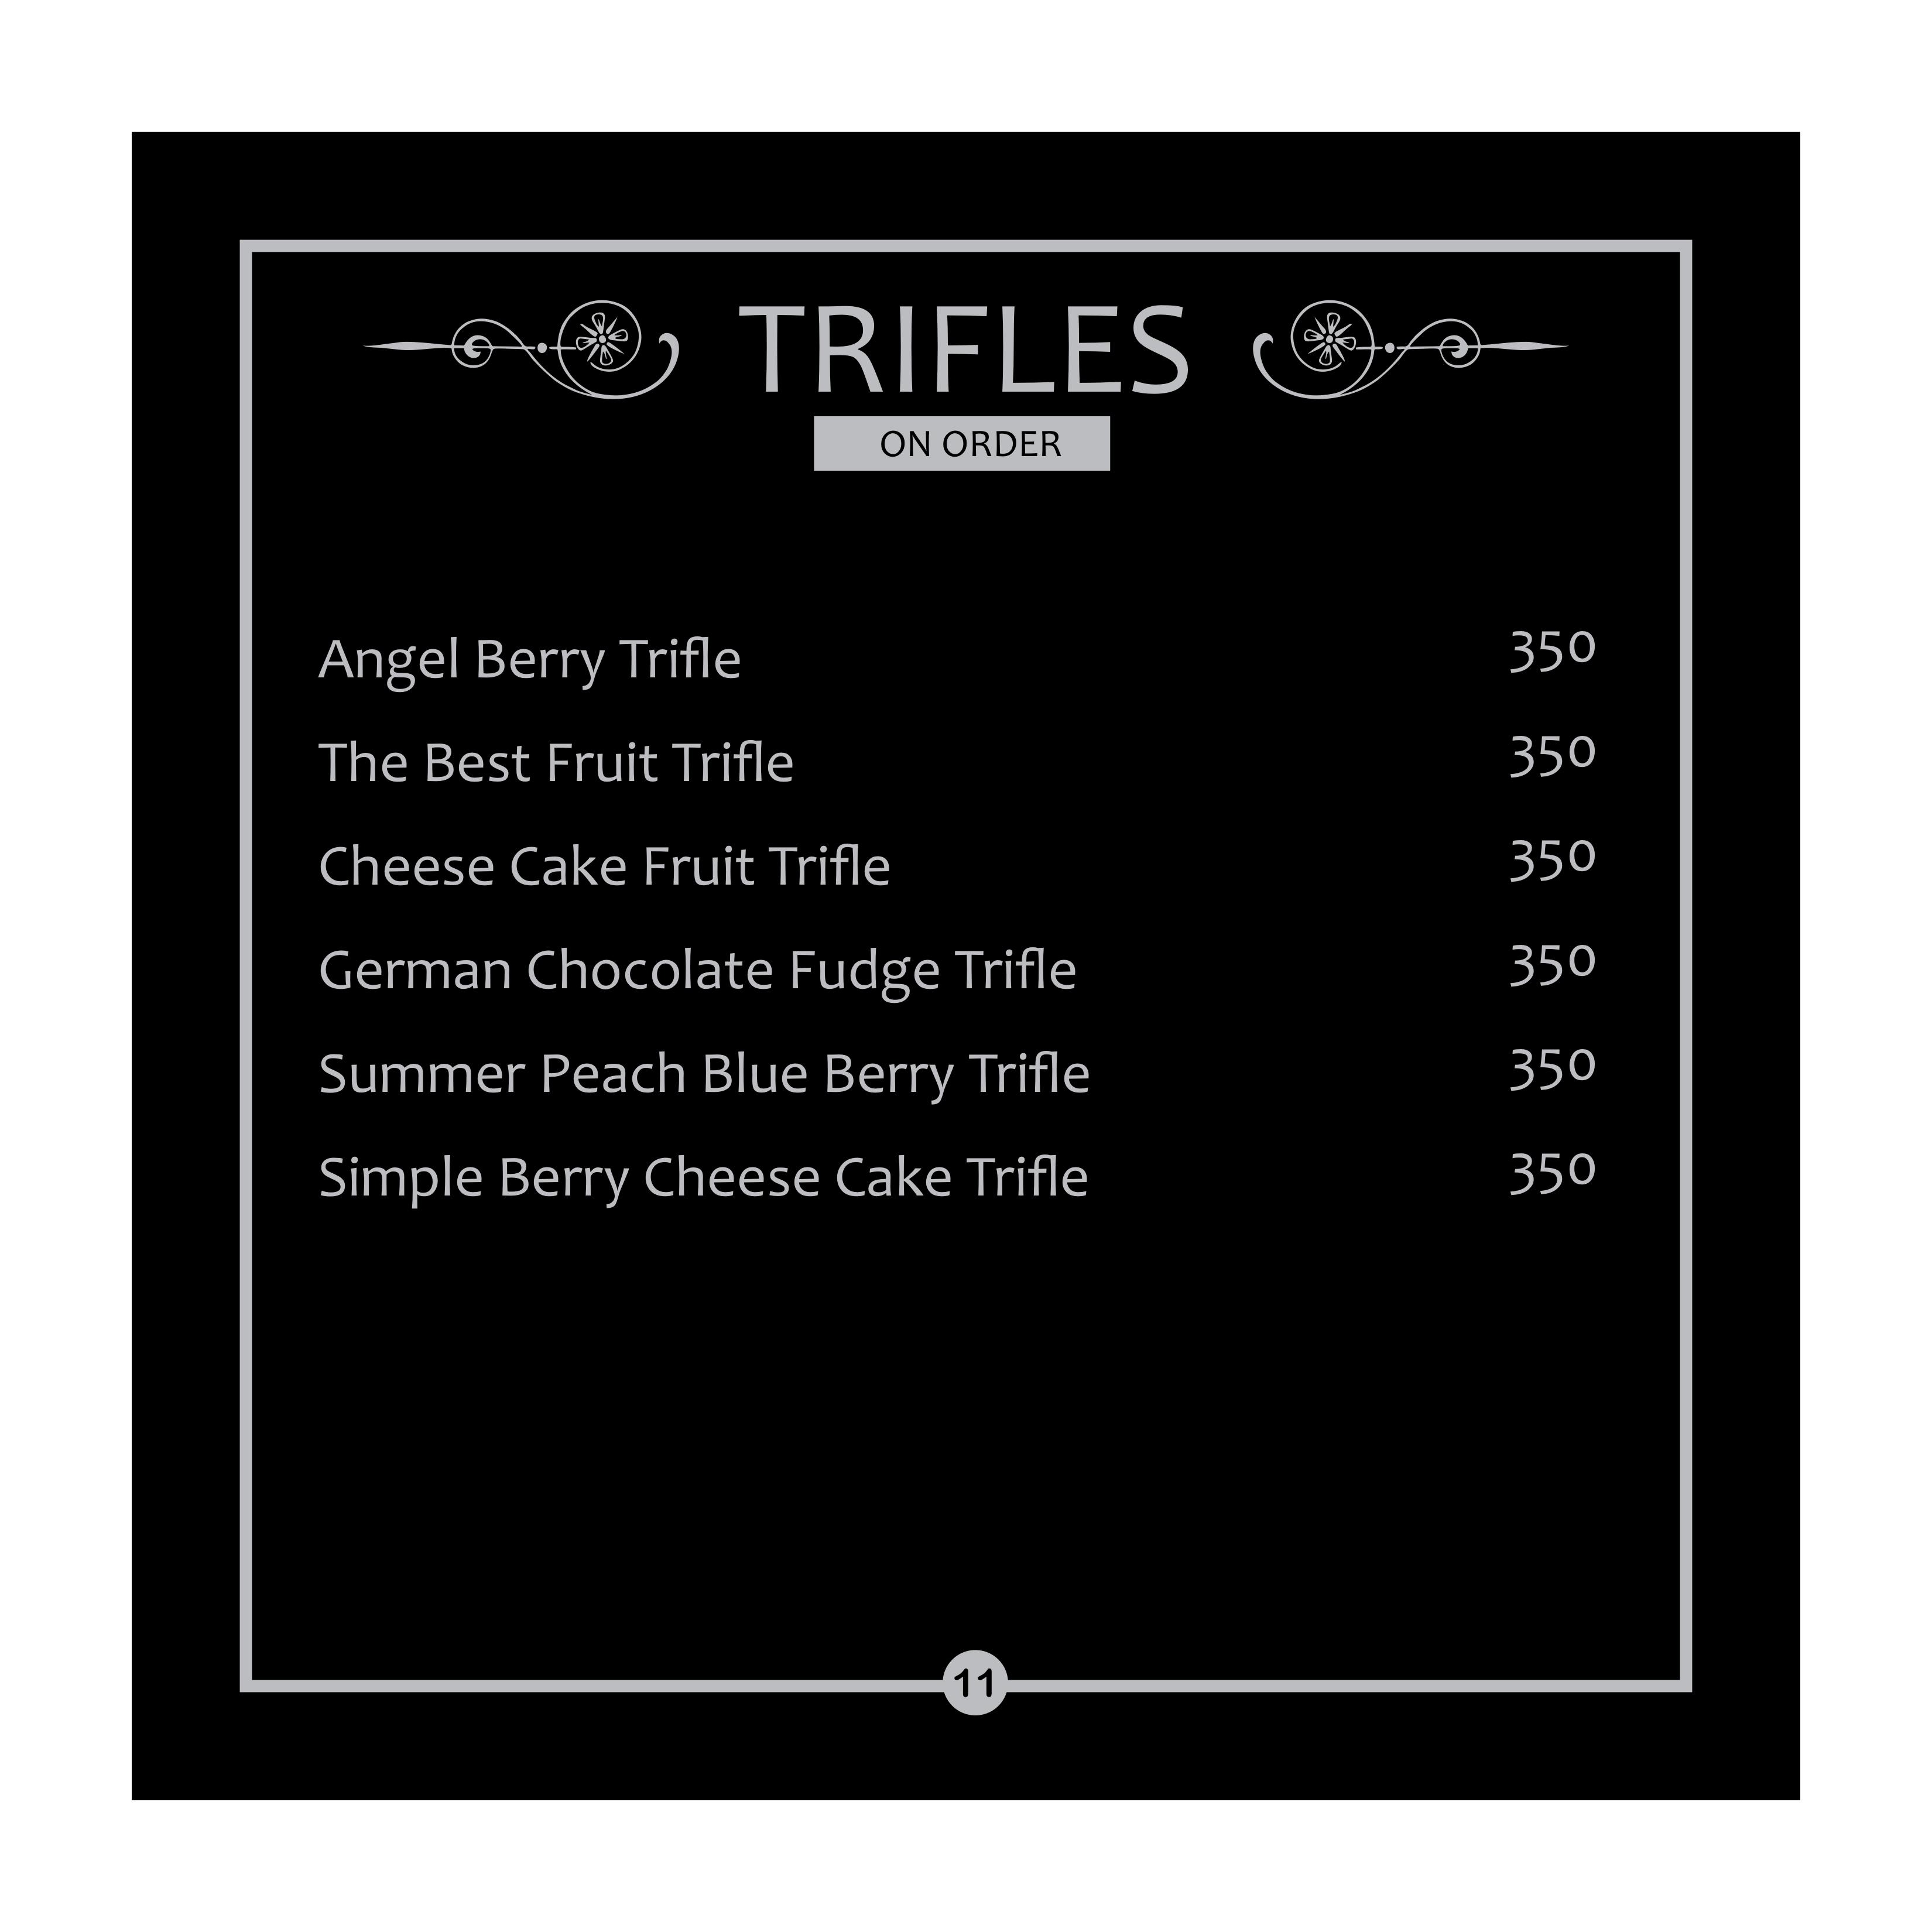 TRIFLES
ON ORDER
Angel Berry Trifle 350
The Best Fruit Trifle 350
Cheese Cake Fruit Trifle 350
German Chocolate Fudge Trifle 350
Summer Peach Blue Berry Trifle 350
Simple Berry Cheese Cake Trifle 350
11